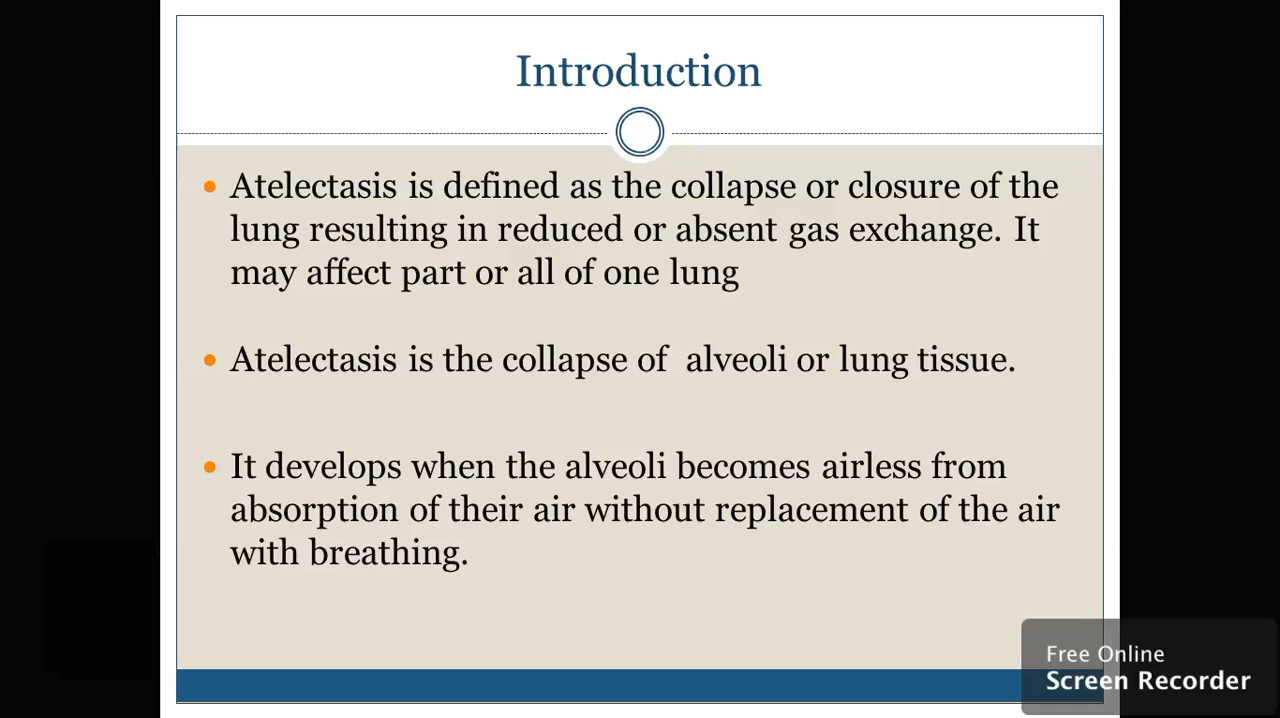 Introduction
• Atelectasis is defined as the collapse or closure of the
lung resulting in reduced or absent gas exchange. It
may affect part or all of one lung
• Atelectasis is the collapse of  alveoli or lung tissue.
• It develops when the alveoli becomes airless from
absorption of their air without replacement of the air
with breathing.
Free Online
Screen Recorder